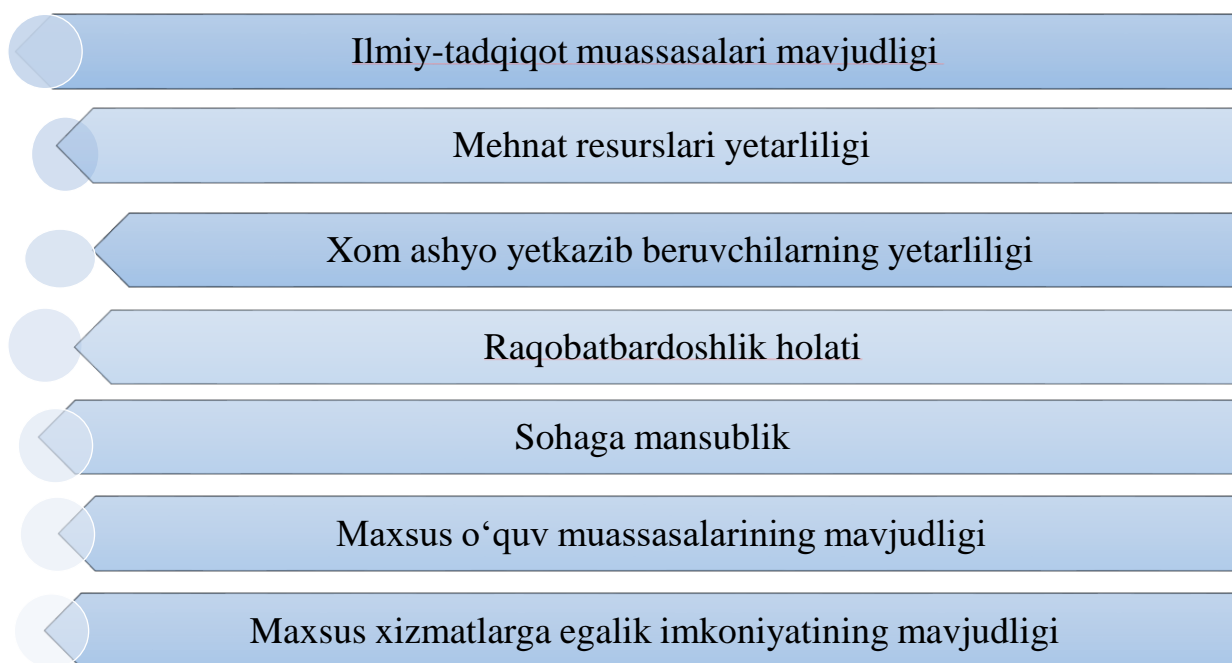 Ilmiy-tadqiqot muassasalari mavjudligi
Mehnat resurslari yetarliligi
Xom ashyo yetkazib beruvchilarning yetarliligi
Raqobatbardoshlik holati
Sohaga mansublik
Maxsus o‘quv muassasalarining mavjudligi
Maxsus xizmatlarga egalik imkoniyatining mavjudligi